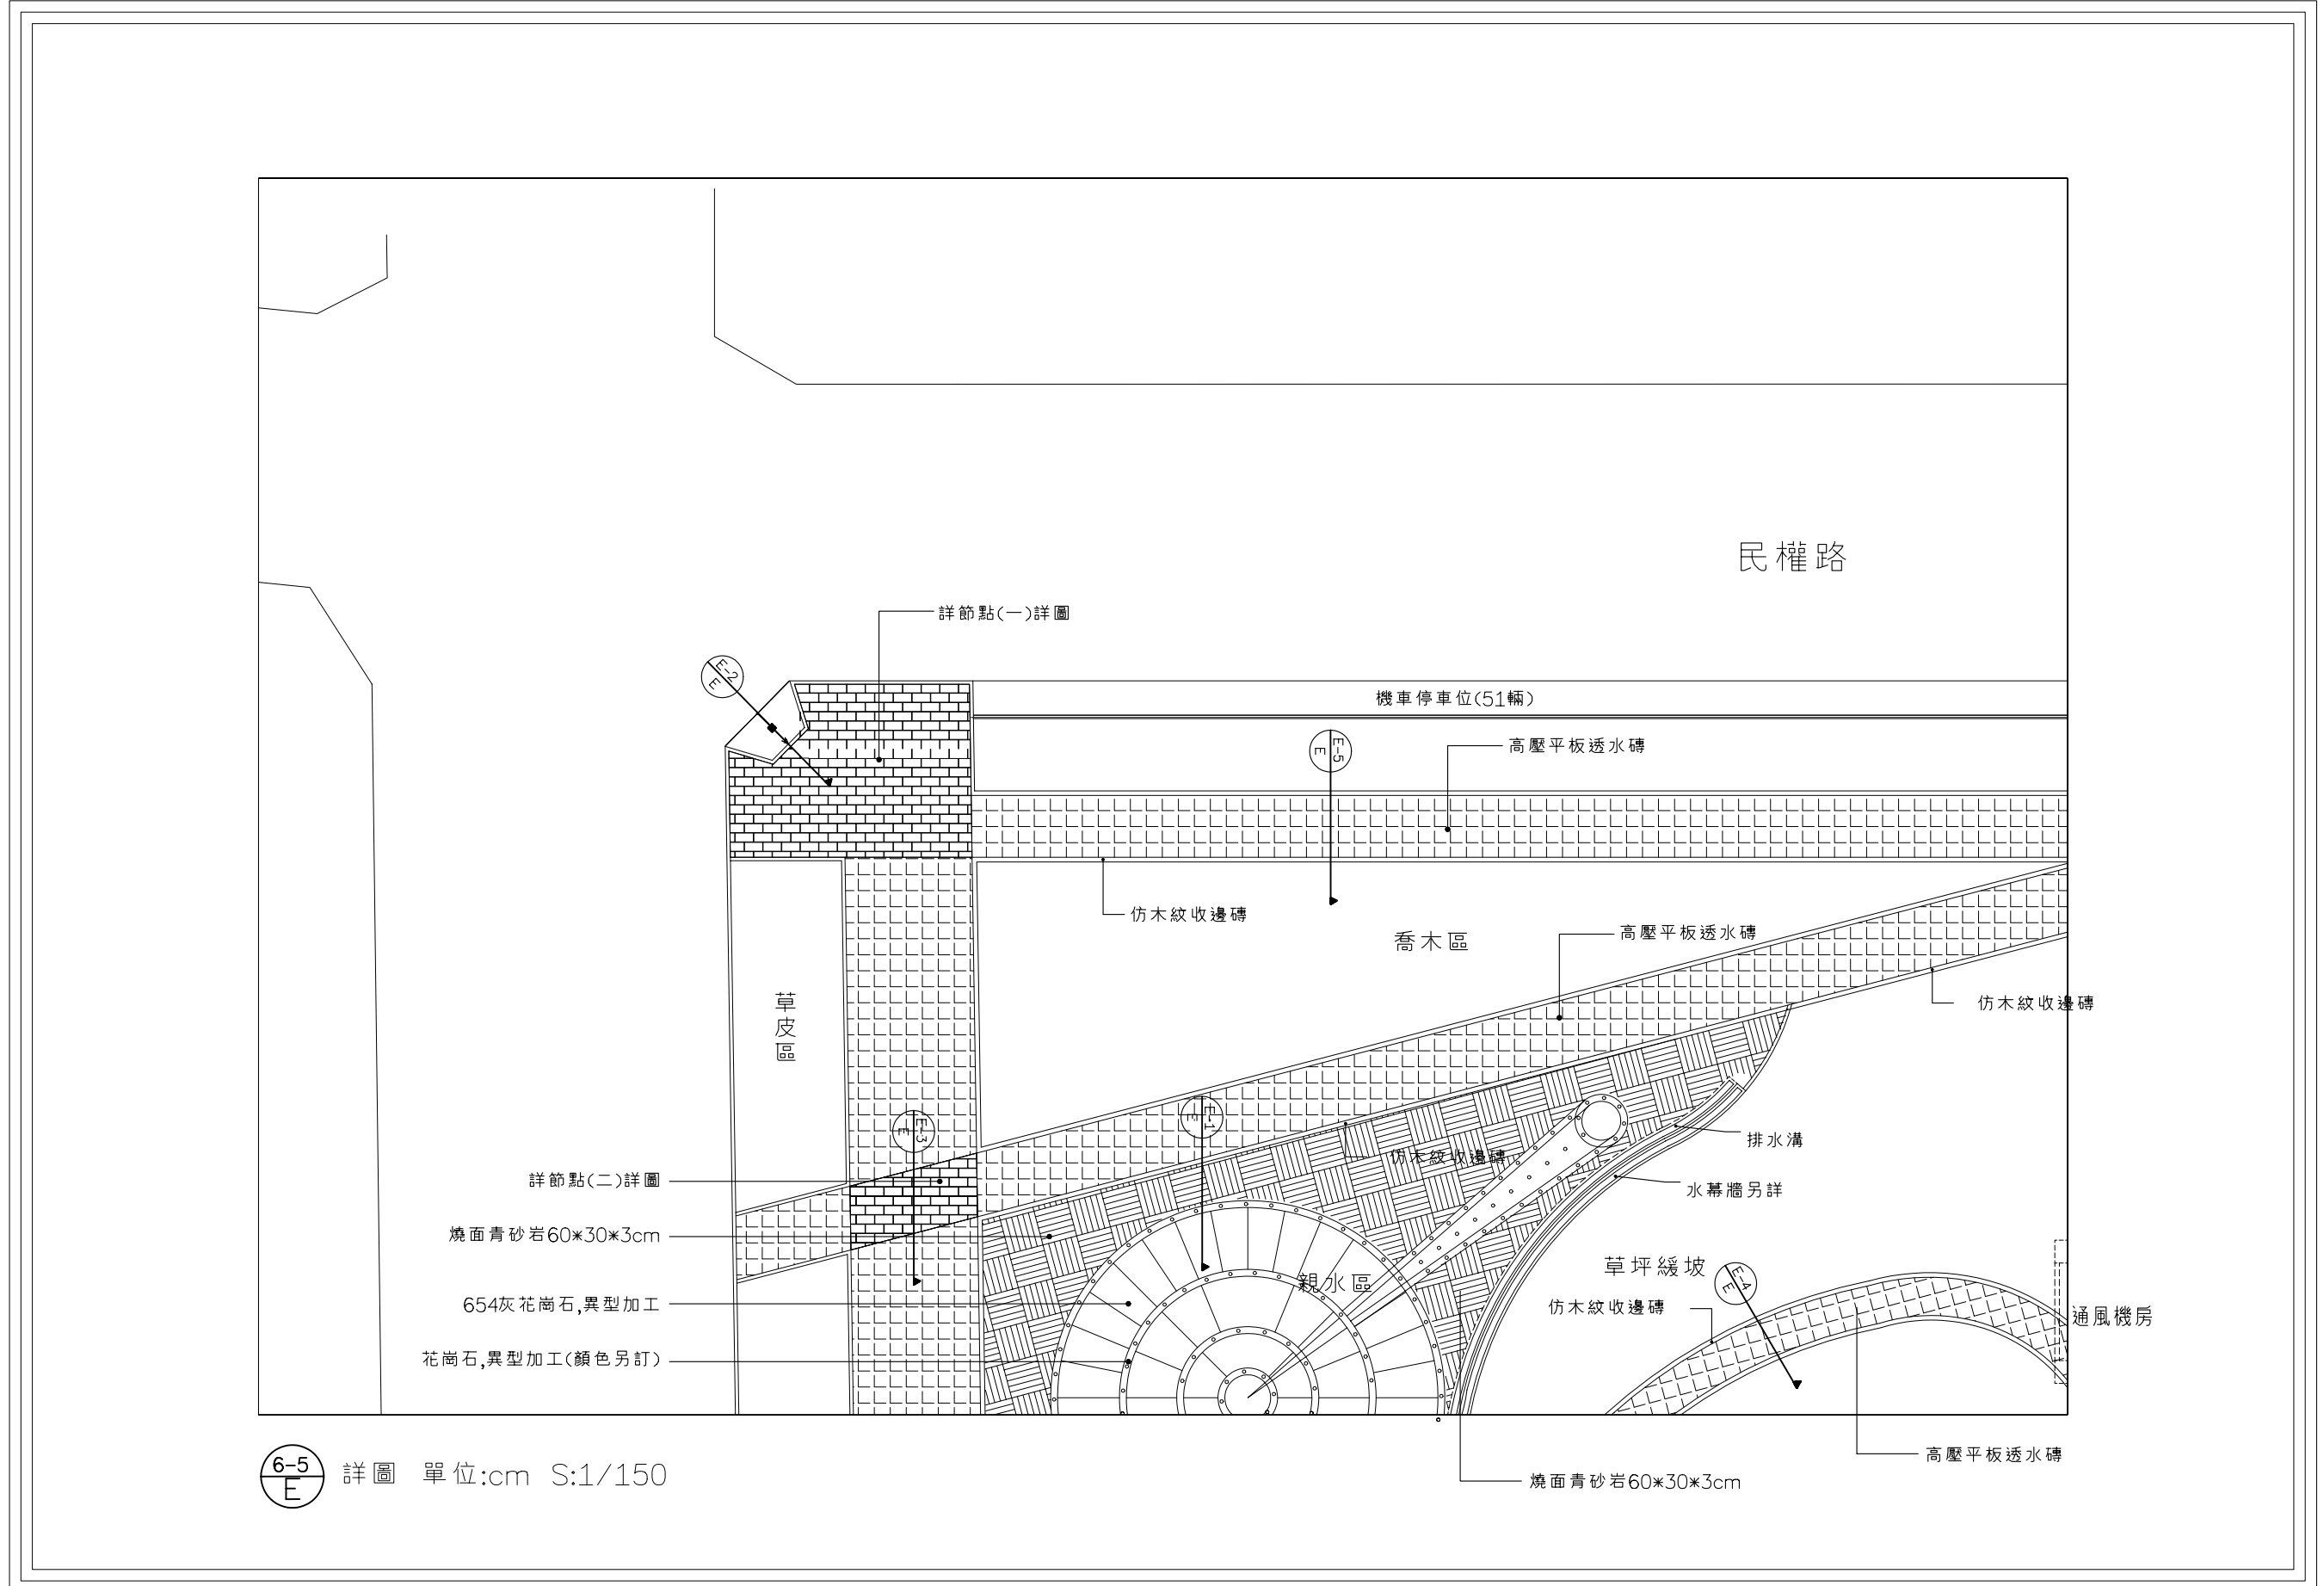 民權路
詳節點(一)詳圖
E-2
E
機車停車位(51輛)
E-5
E
高壓平板透水磚
仿木紋收邊磚
喬木區
高壓平板透水磚
草皮區
仿木紋收邊磚
E-3
E
E-1
E
仿木紋收邊磚
排水溝
詳節點(二)詳圖
水幕牆另詳
燒面青砂岩60*30*3cm
草坪緩坡
E-4
E
親水區
654灰花崗石,異型加工
仿木紋收邊磚
通風機房
花崗石,異型加工(顏色另訂)
高壓平板透水磚
燒面青砂岩60*30*3cm
6-5
E
詳圖 單位:cm S:1/150